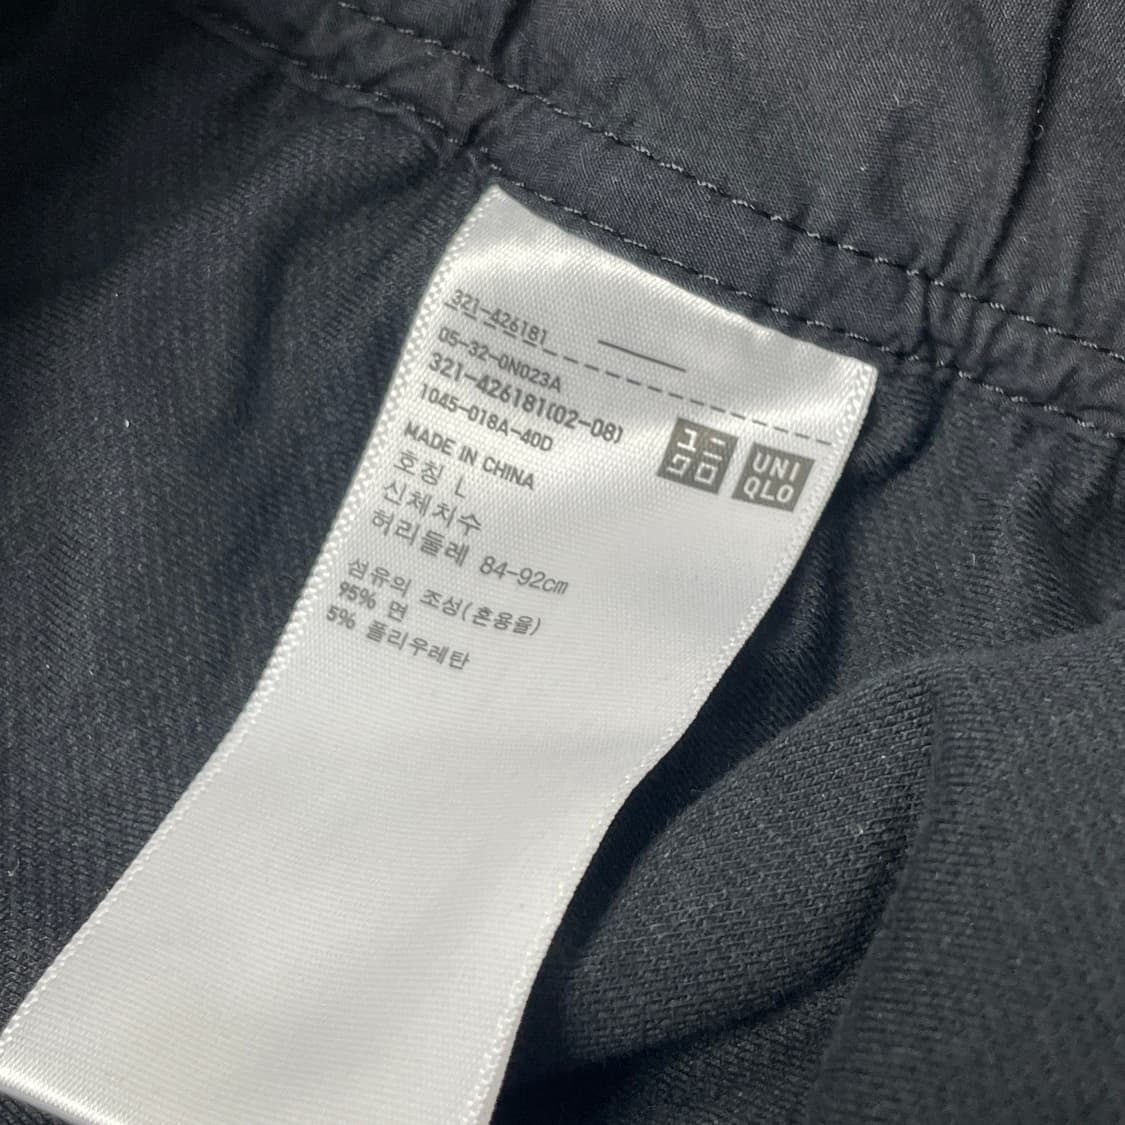 321-426181
05-32-0N023A
321-426181(02-08)
1045-018A-40D
MADE IN CHINA
호칭 L
신체치수
허리둘레 84-92cm
섬유의 조성(혼용율)
95% 면
5% 폴리우레탄
ユニ
クロ
UNI
QLO